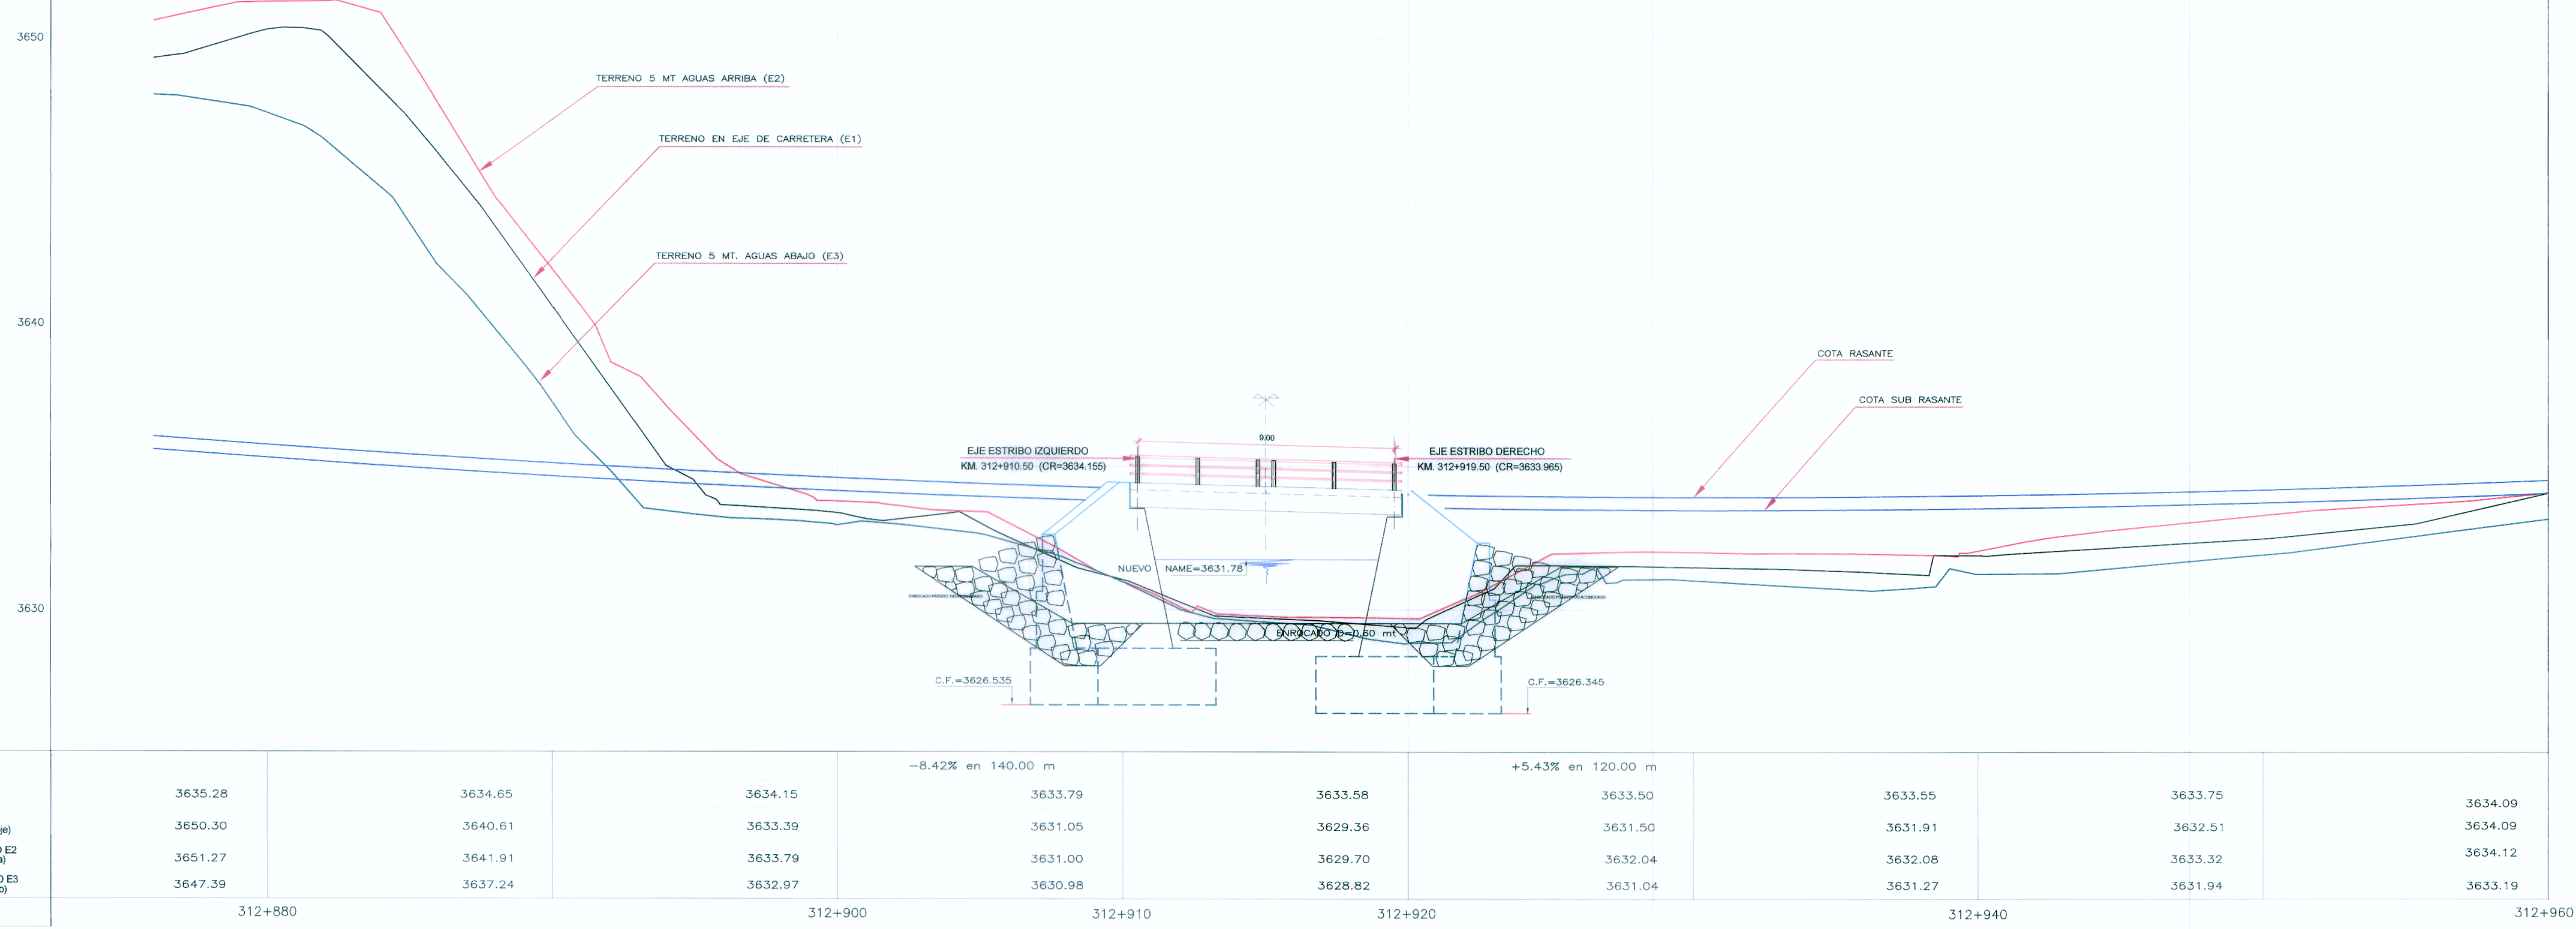 3650
TERRENO 5 MT AGUAS ARRIBA (E2)
TERRENO EN EJE DE CARRETERA (E1)
TERRENO 5 MT. AGUAS ABAJO (E3)
3640
COTA RASANTE
COTA SUB RASANTE
9.00
EJE ESTRIBO IZQUIERDO
KM. 312+910.50 (CR=3634.155)
EJE ESTRIBO DERECHO
KM. 312+919.50 (CR=3633.965)
NUEVO NAME=3631.78
3630
ENROCADO D=0.60 mt
C.F.=3626.535
C.F.=3626.345
-8.42% en 140.00 m
+5.43% en 120.00 m
3635.28 3634.65 3634.15 3633.79 3633.58 3633.50 3633.55 3633.75 3634.09
je) 3650.30 3640.61 3633.39 3631.05 3629.36 3631.50 3631.91 3632.51 3634.09
E2
a) 3651.27 3641.91 3633.79 3631.00 3629.70 3632.04 3632.08 3633.32 3634.12
E3
o) 3647.39 3637.24 3632.97 3630.98 3628.82 3631.04 3631.27 3631.94 3633.19
312+880 312+900 312+910 312+920 312+940 312+960